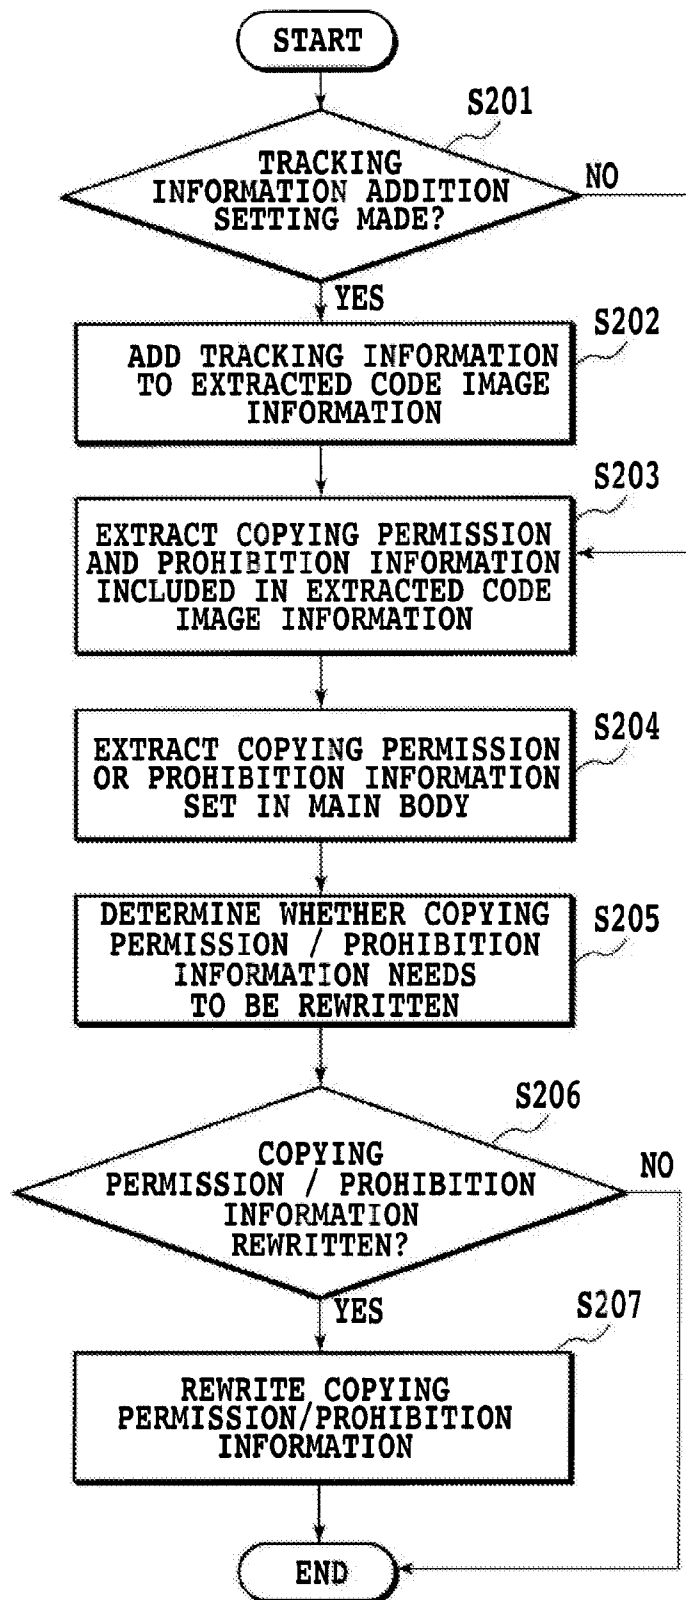 START
S201
TRACKING
INFORMATION ADDITION
SETTING MADE?
NO
YES
S202
ADD TRACKING INFORMATION
TO EXTRACTED CODE IMAGE
INFORMATION
S203
EXTRACT COPYING PERMISSION
AND PROHIBITION INFORMATION
INCLUDED IN EXTRACTED CODE
IMAGE INFORMATION
S204
EXTRACT COPYING PERMISSION
OR PROHIBITION INFORMATION
SET IN MAIN BODY
S205
DETERMINE WHETHER COPYING
PERMISSION / PROHIBITION
INFORMATION NEEDS
TO BE REWRITTEN
S206
COPYING
PERMISSION / PROHIBITION
INFORMATION
REWRITTEN?
NO
YES
S207
REWRITE COPYING
PERMISSION/PROHIBITION
INFORMATION
END